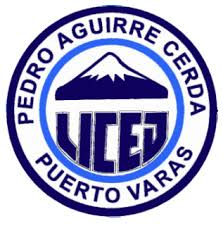 PEDRO AGUIRRE CERDA
LICEO
PUERTO VARAS